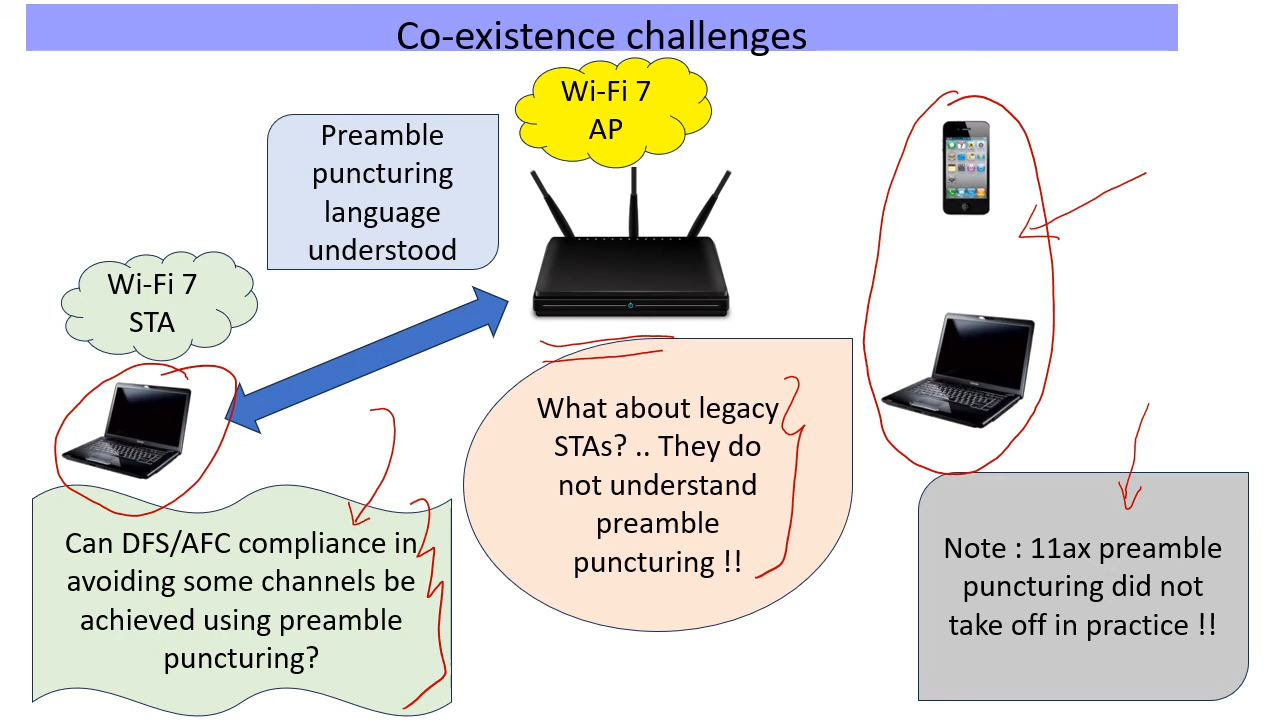 Co-existence challenges
Wi-Fi 7
AP
Preamble
puncturing
language
understood
Wi-Fi 7
STA
What about legacy
STAs? .. They do
not understand
preamble
puncturing !!
Can DFS/AFC compliance in
avoiding some channels be
achieved using preamble
puncturing?
Note : 11ax preamble
puncturing did not
take off in practice !!